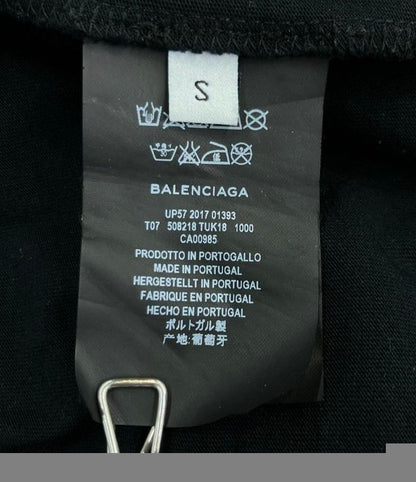 S
BALENCIAGA
UP57 2017 01393
T07 508218 TUK18 1000
CA00985
PRODOTTO IN PORTOGALLO
MADE IN PORTUGAL
HERGESTELLT IN PORTUGAL
FABRIQUE EN PORTUGAL
HECHO EN PORTUGAL
ポルトガル製
产地:葡萄牙